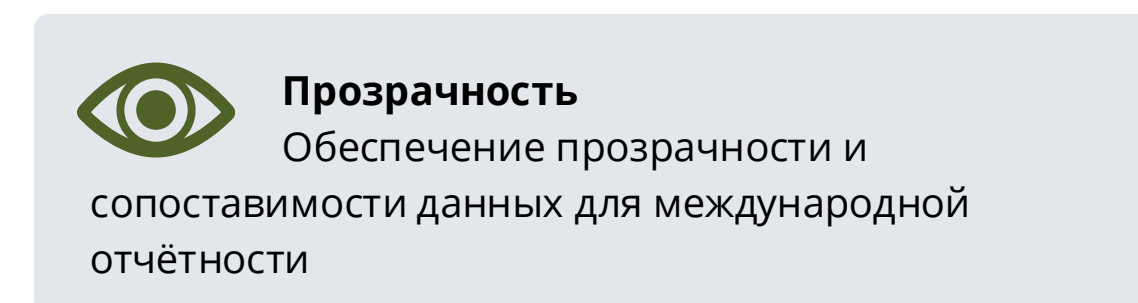 Прозрачность
Обеспечение прозрачности и
сопоставимости данных для международной
отчётности